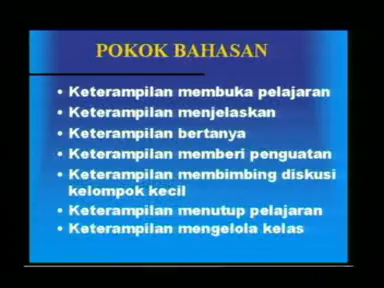 POKOK BAHASAN
• Keterampilan membuka pelajaran
• Keterampilan menjelaskan
• Keterampilan bertanya
• Keterampilan memberi penguatan
• Keterampilan membimbing diskusi
kelompok kecil
• Keterampilan menutup pelajaran
• Keterampilan mengelola kelas